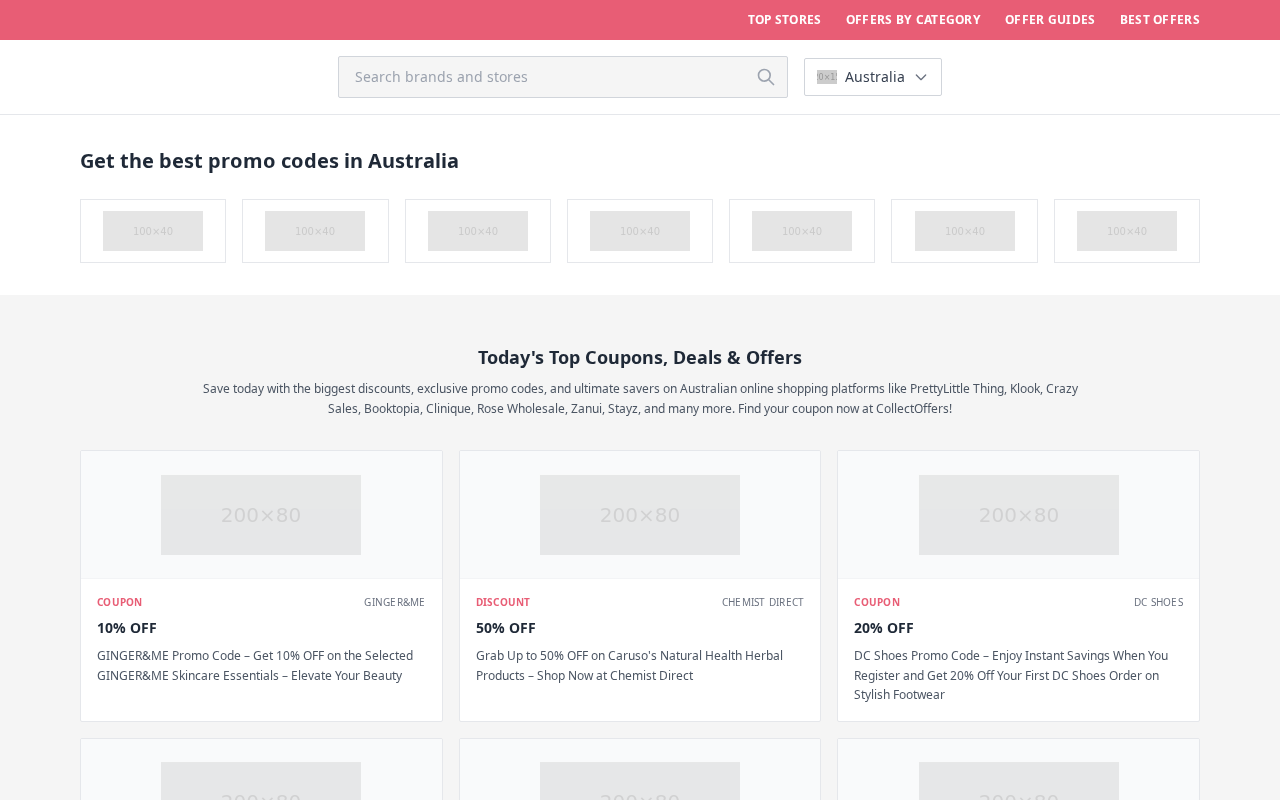 TOP STORES OFFERS BY CATEGORY OFFER GUIDES BEST OFFERS
Search brands and stores
Australia
Get the best promo codes in Australia
100×40 100×40 100×40 100×40 100×40 100×40 100×40
Today's Top Coupons, Deals & Offers
Save today with the biggest discounts, exclusive promo codes, and ultimate savers on Australian online shopping platforms like PrettyLittle Thing, Klook, Crazy
Sales, Booktopia, Clinique, Rose Wholesale, Zanui, Stayz, and many more. Find your coupon now at CollectOffers!
200×80
COUPON GINGER&ME
10% OFF
GINGER&ME Promo Code – Get 10% OFF on the Selected
GINGER&ME Skincare Essentials – Elevate Your Beauty
200×80
DISCOUNT CHEMIST DIRECT
50% OFF
Grab Up to 50% OFF on Caruso's Natural Health Herbal
Products – Shop Now at Chemist Direct
200×80
COUPON DC SHOES
20% OFF
DC Shoes Promo Code – Enjoy Instant Savings When You
Register and Get 20% Off Your First DC Shoes Order on
Stylish Footwear
200×80 200×80 200×80